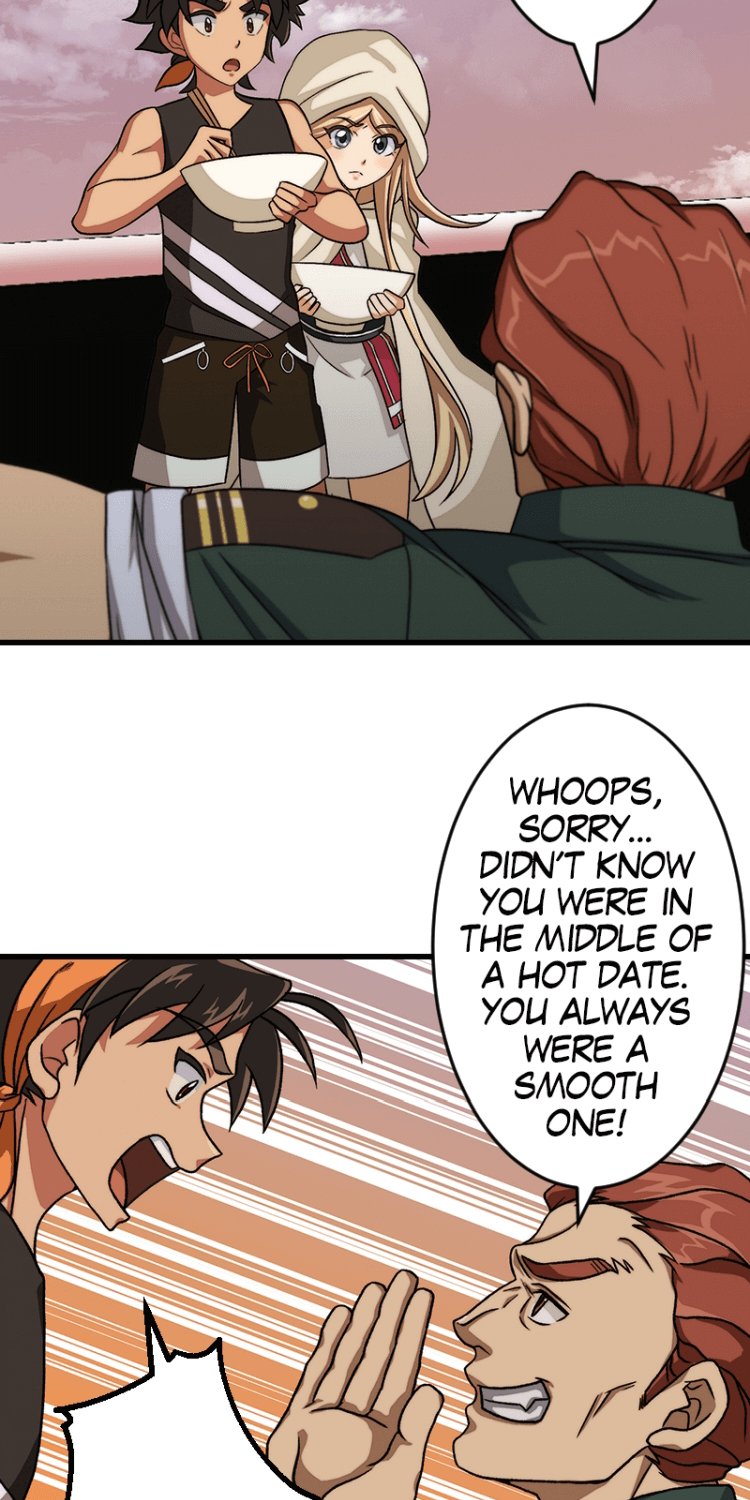 WHOOPS,
SORRY...
DIDN'T KNOW
YOU WERE IN
THE MIDDLE OF
A HOT DATE.
YOU ALWAYS
WERE A
SMOOTH
ONE!